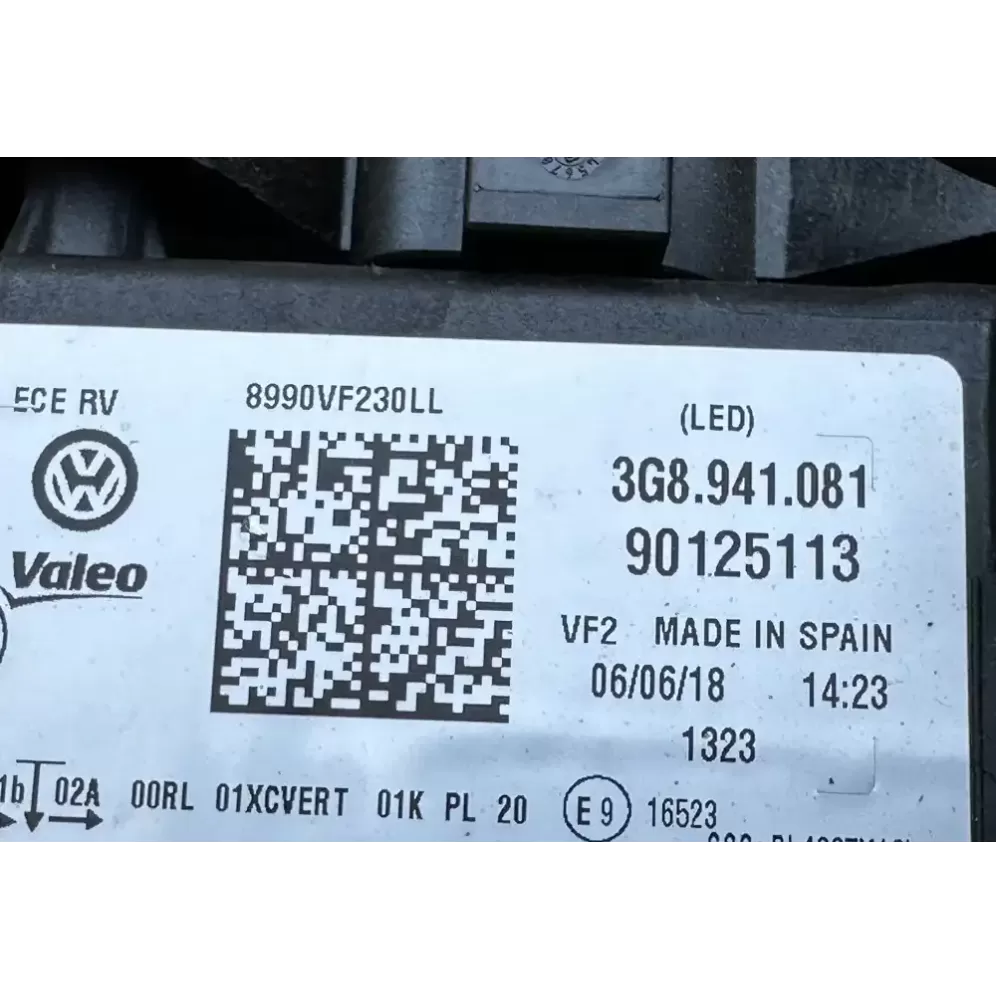 ECE RV
8990VF230LL
(LED)
3G8.941.081
Valeo
90125113
VF2 MADE IN SPAIN
06/06/18 14:23
1323
1b 02A 00RL 01XCVERT 01K PL 20 E 9 16523